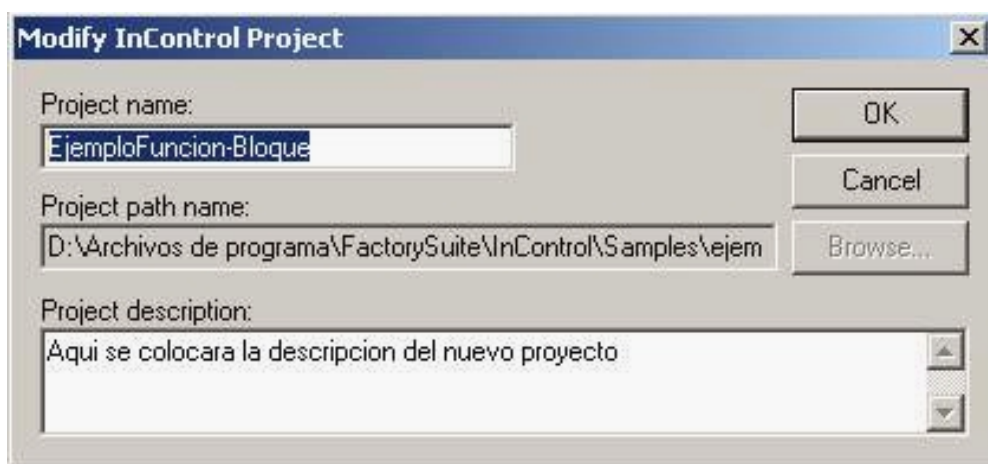 Modify InControl Project
Project name:
OK
EjemploFuncion-Bloque
Cancel
Project path name:
D:\Archivos de programa\FactorySuite\InControl\Samples\ejem
Browse...
Project description:
Aqui se colocara la descripcion del nuevo proyecto